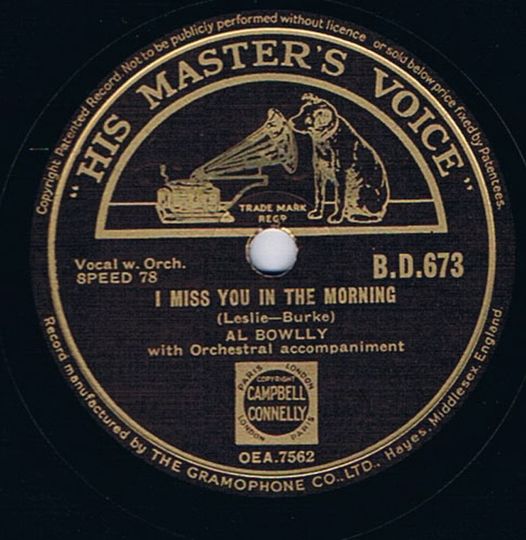 Copyright. Patented Record. Not to be publicly performed without licence or sold below price fixed by Patentees.
"HIS MASTER'S VOICE"
TRADE MARK
REGD
Vocal w. Orch.
SPEED 78
B.D.673
I MISS YOU IN THE MORNING
(Leslie—Burke)
AL BOWLLY
with Orchestral accompaniment
PARIS LONDON
COPYRIGHT
CAMPBELL
CONNELLY
LONDON PARIS
OEA.7562
Record manufactured by THE GRAMOPHONE CO., LTD., Hayes, Middlesex, England.